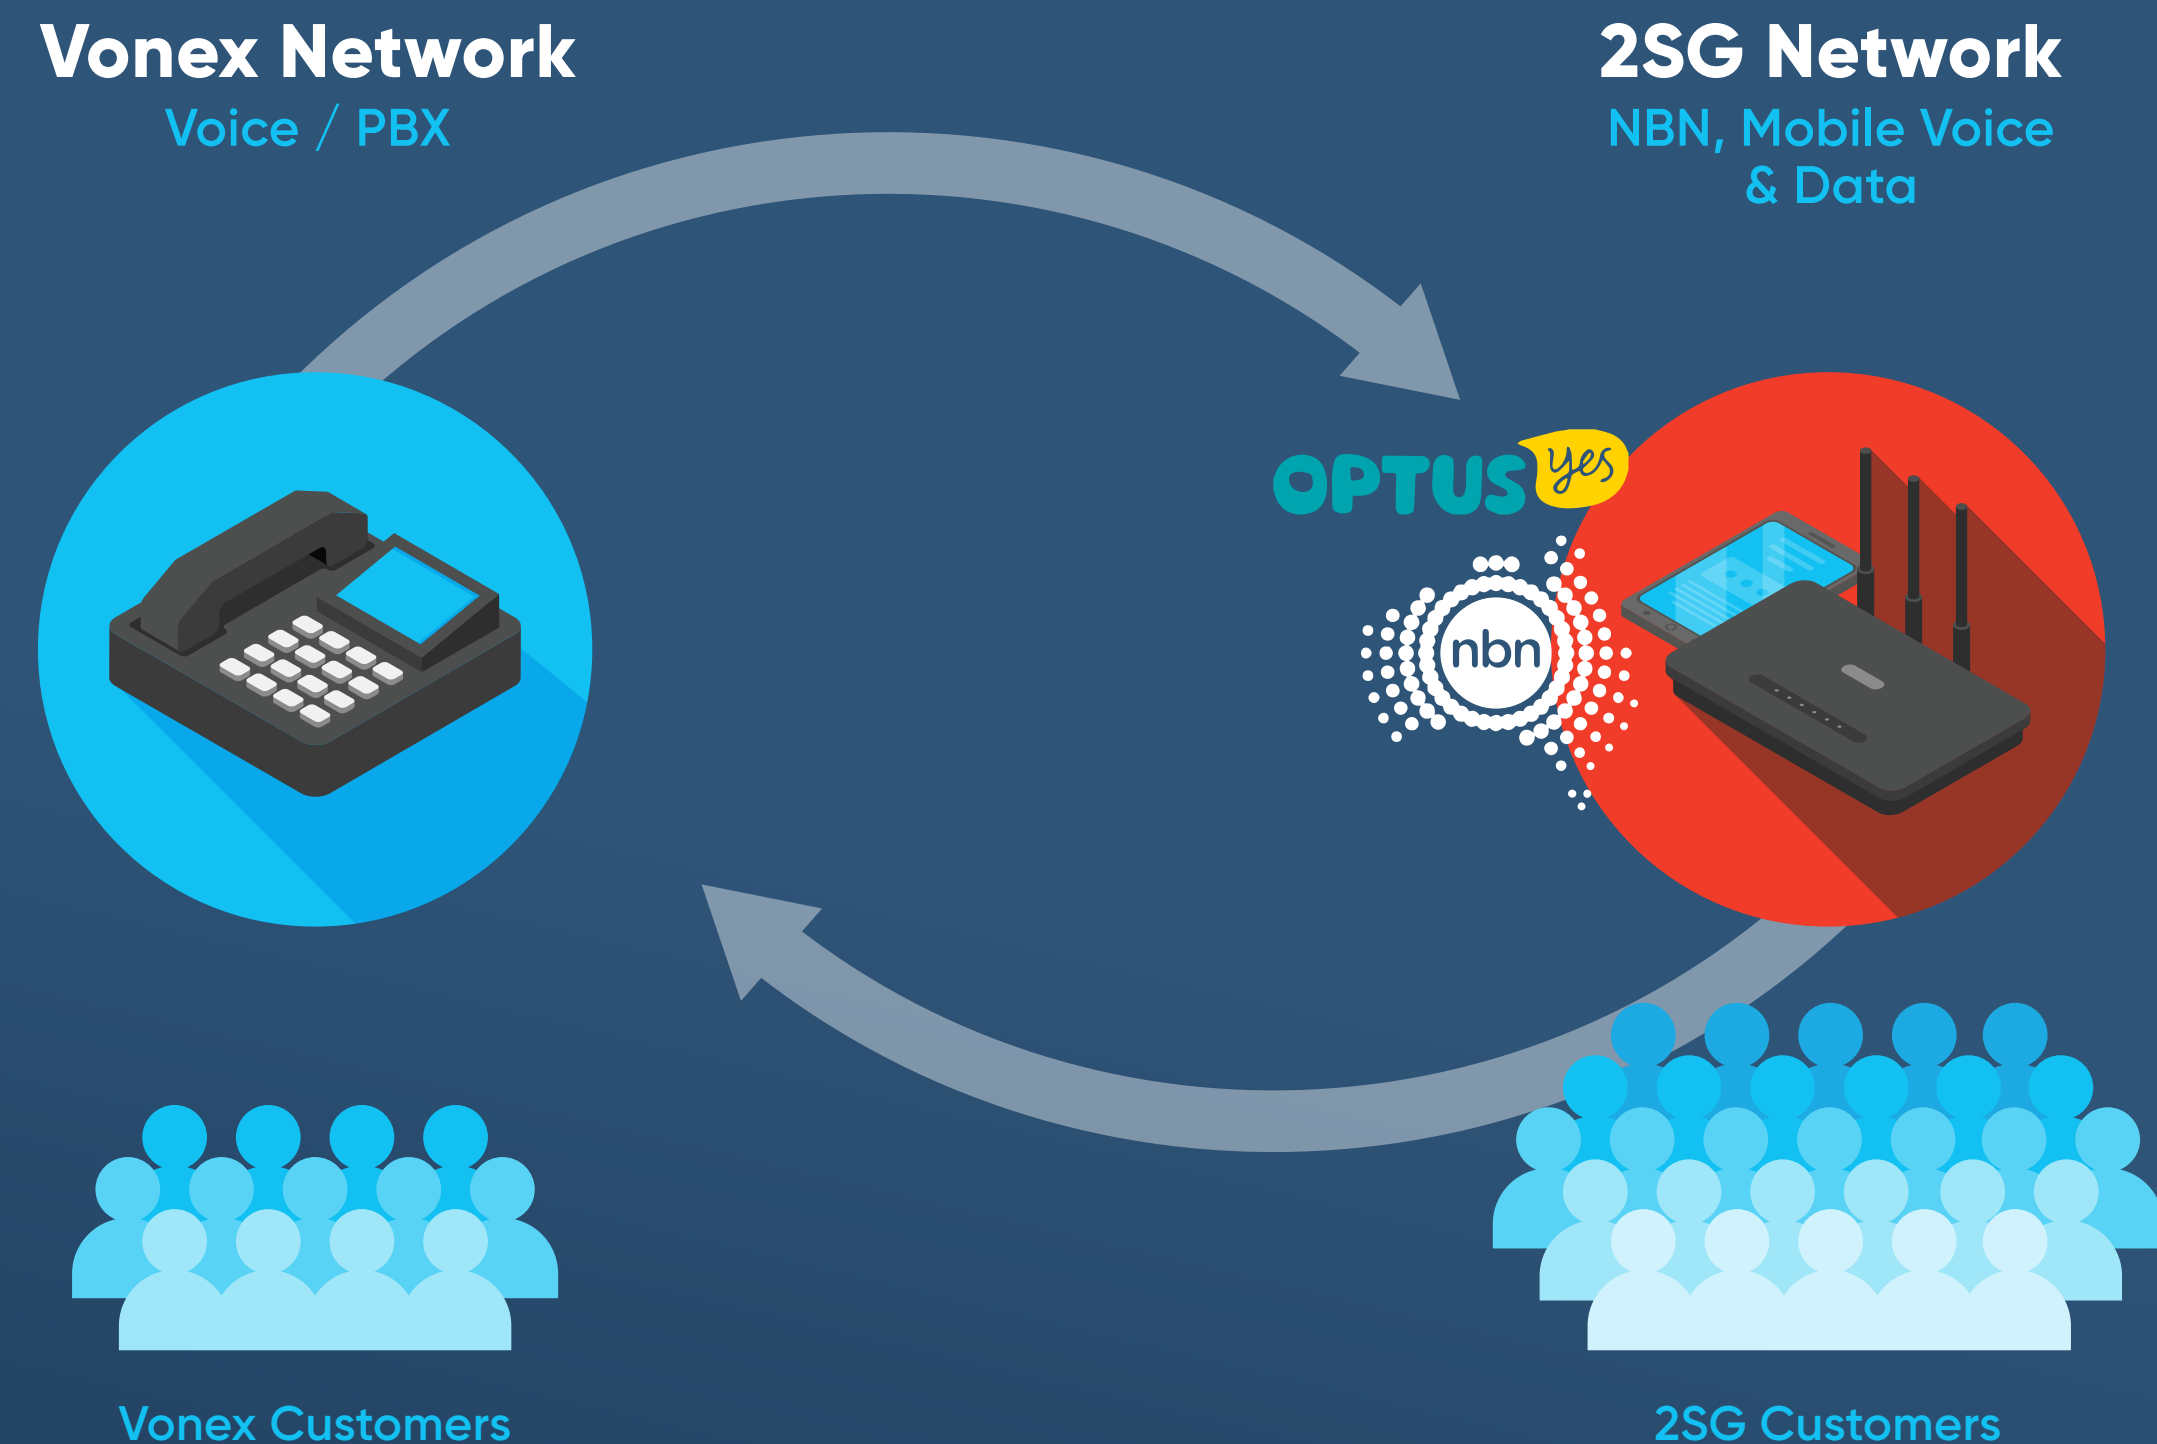 Vonex Network
Voice / PBX
2SG Network
NBN, Mobile Voice
& Data
OPTUS yes
nbn
Vonex Customers
2SG Customers